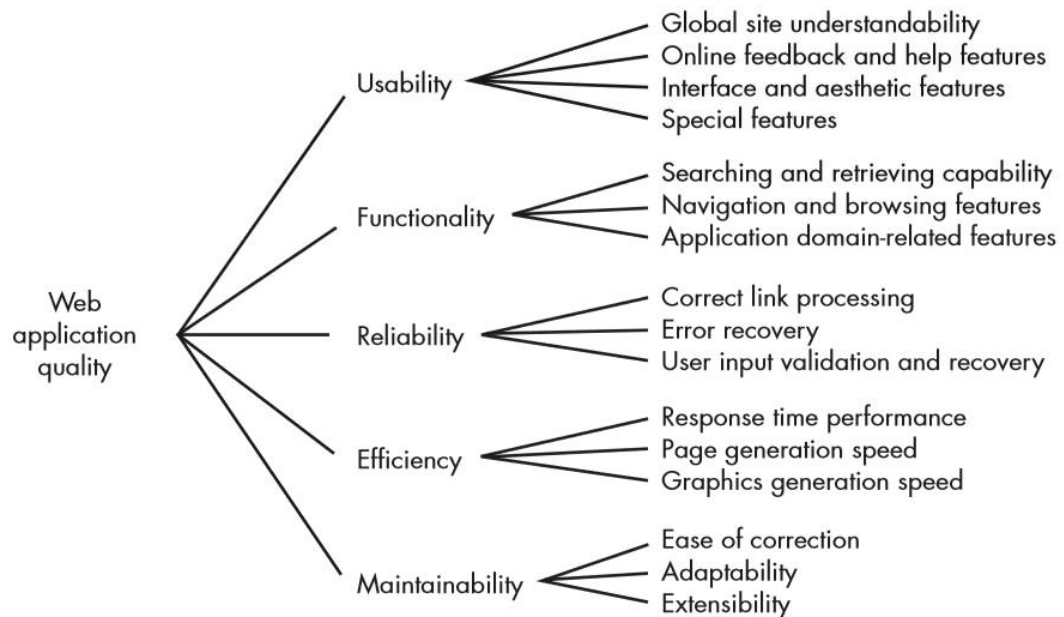 Web
application
quality
Usability
Global site understandability
Online feedback and help features
Interface and aesthetic features
Special features
Functionality
Searching and retrieving capability
Navigation and browsing features
Application domain-related features
Reliability
Correct link processing
Error recovery
User input validation and recovery
Efficiency
Response time performance
Page generation speed
Graphics generation speed
Maintainability
Ease of correction
Adaptability
Extensibility